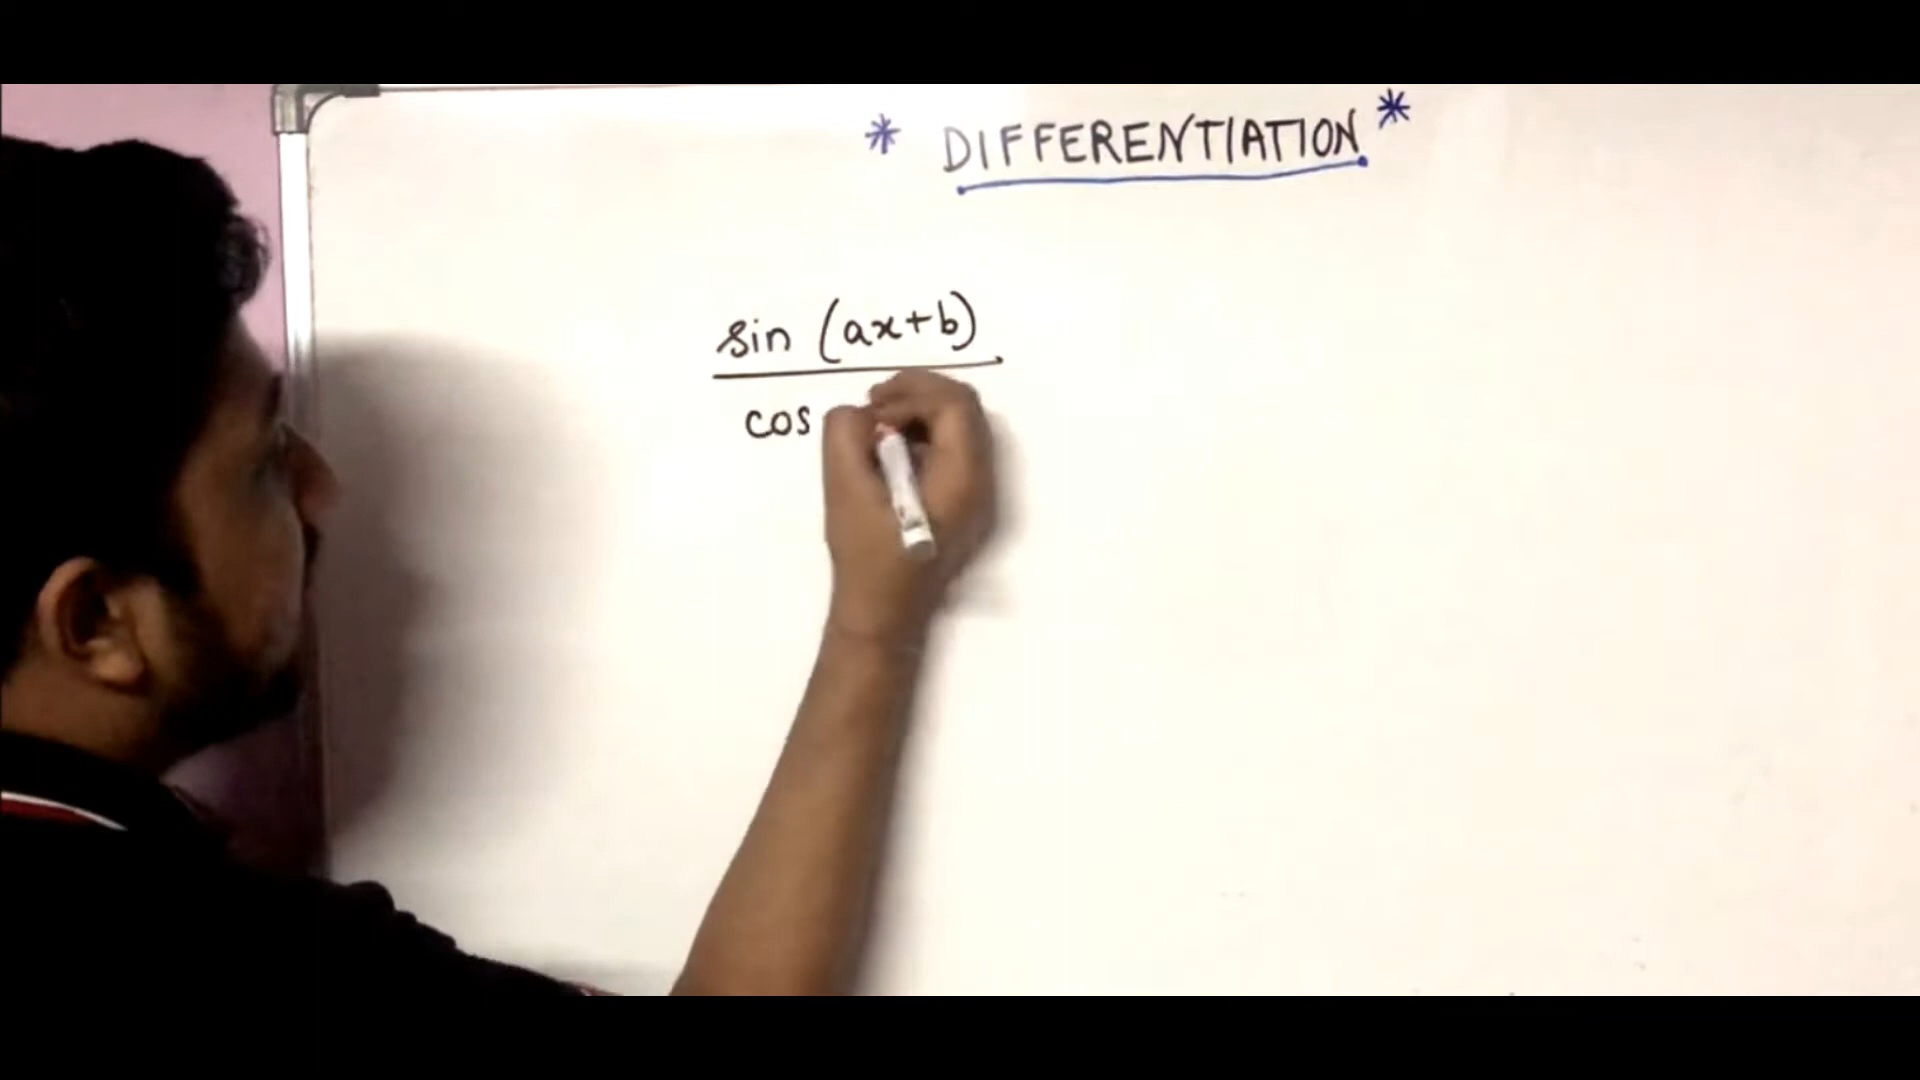 * DIFFERENTIATION *
sin (ax+b)
cos